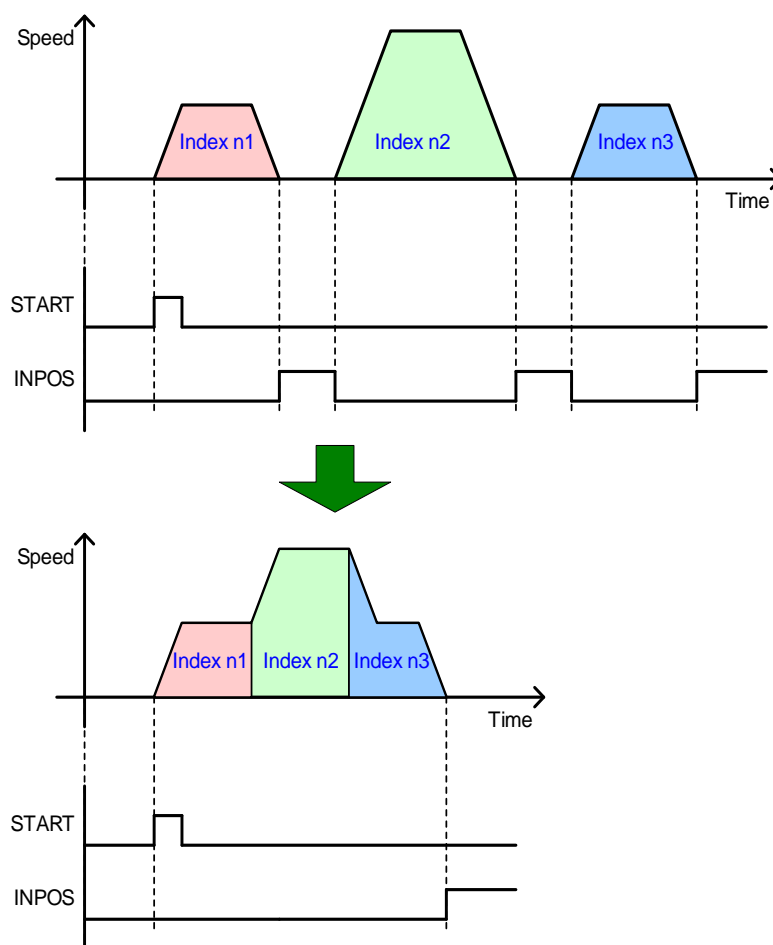 Speed
Index n1
Index n2
Index n3
Time
START
INPOS
Speed
Index n1
Index n2
Index n3
Time
START
INPOS